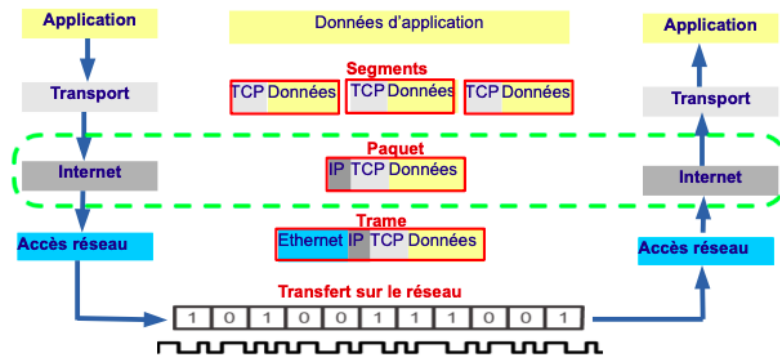 Application
Données d'application
Application
Segments
Transport
TCP Données
TCP Données
TCP Données
Transport
Paquet
Internet
IP TCP Données
Internet
Trame
Accès réseau
Ethernet IP TCP Données
Accès réseau
Transfert sur le réseau
1 0 1 0 0 1 1 1 0 0 1